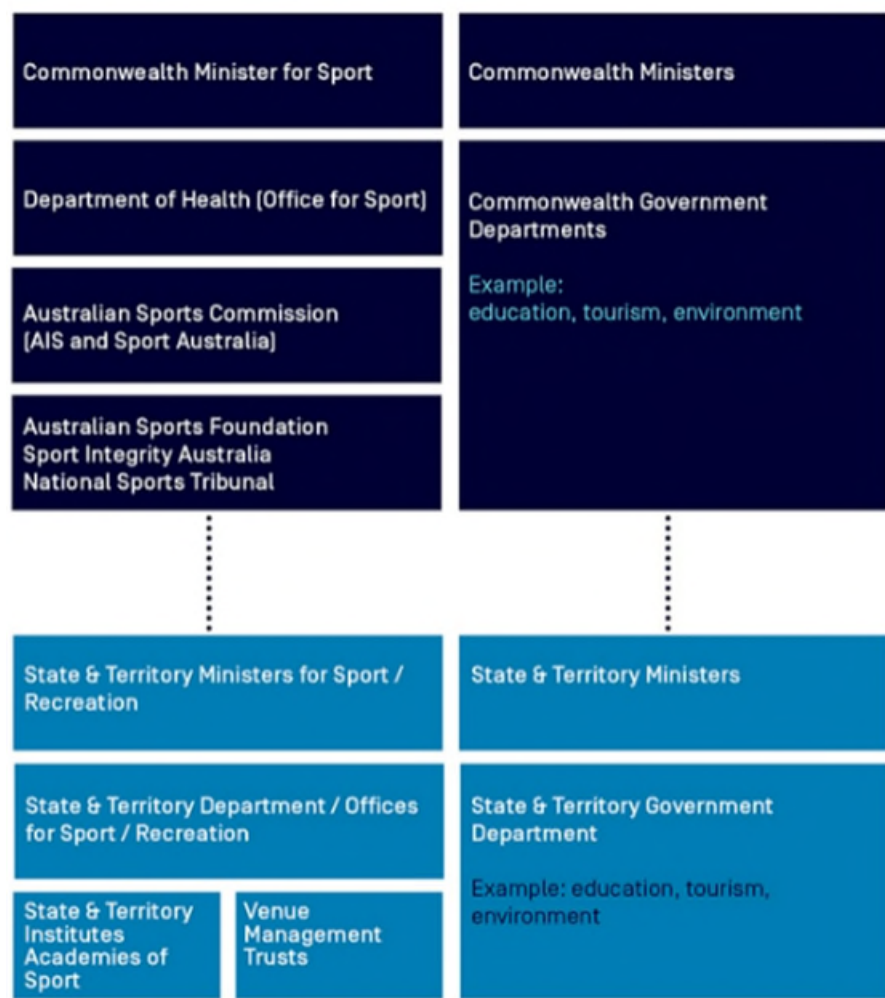 Commonwealth Minister for Sport
Commonwealth Ministers
Department of Health (Office for Sport)
Commonwealth Government
Departments
Example:
education, tourism, environment
Australian Sports Commission
(AIS and Sport Australia)
Australian Sports Foundation
Sport Integrity Australia
National Sports Tribunal
State & Territory Ministers for Sport /
Recreation
State & Territory Ministers
State & Territory Department / Offices
for Sport / Recreation
State & Territory Government
Department
Example: education, tourism,
environment
State & Territory
Institutes
Academies of
Sport
Venue
Management
Trusts